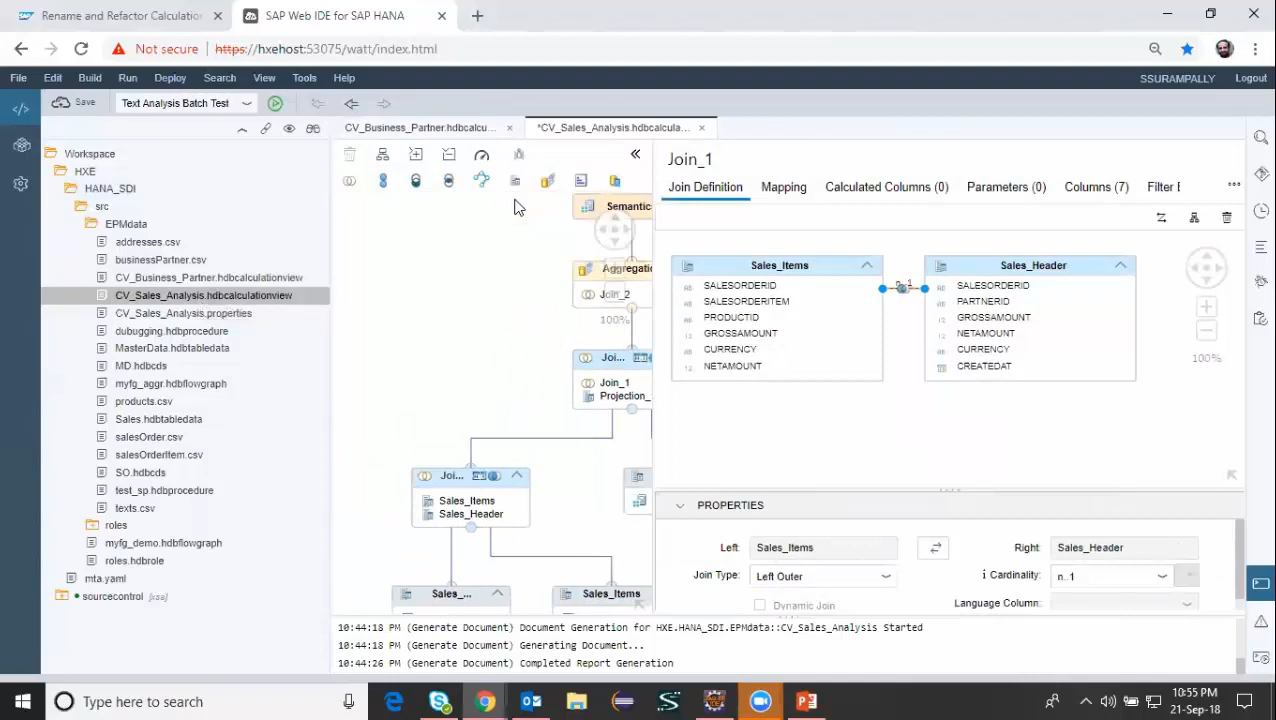 Rename and Refactor Calculation
SAP Web IDE for SAP HANA
Not secure
https://hxehost:53075/watt/index.html
File
Edit
Build
Run
Deploy
Search
View
Tools
Help
SSURAMPALLY
Logout
Save
Text Analysis Batch Test
Workspace
HXE
HANA_SDI
src
EPMdata
addresses.csv
businessPartner.csv
CV_Business_Partner.hdbcalculationview
CV_Sales_Analysis.hdbcalculationview
CV_Sales_Analysis.properties
dubugging.hdbprocedure
MasterData.hdbtabledata
MD.hdbcds
myfg_aggr.hdbflowgraph
products.csv
Sales.hdbtabledata
salesOrder.csv
salesOrderItem.csv
SO.hdbcds
test_sp.hdbprocedure
texts.csv
roles
myfg_demo.hdbflowgraph
roles.hdbrole
mta.yaml
sourcecontrol [xsa]
CV_Business_Partner.hdbcalcu...
*CV_Sales_Analysis.hdbcalcula...
Semantic
Aggregatio
Join_2
100%
Joi...
Join_1
Projection_
Joi...
Sales_Items
Sales_Header
Sales_...
Sales_Items
Join_1
Join Definition
Mapping
Calculated Columns (0)
Parameters (0)
Columns (7)
Filter E
Sales_Items
SALESORDERID
SALESORDERITEM
PRODUCTID
GROSSAMOUNT
CURRENCY
NETAMOUNT
n..1
Sales_Header
SALESORDERID
PARTNERID
GROSSAMOUNT
NETAMOUNT
CURRENCY
CREATEDAT
100%
PROPERTIES
Left:
Sales_Items
Right:
Sales_Header
Join Type:
Left Outer
i Cardinality:
n..1
Dynamic Join
Language Column:
10:44:18 PM (Generate Document) Document Generation for HXE.HANA_SDI.EPMdata::CV_Sales_Analysis Started
10:44:18 PM (Generate Document) Generating Document...
10:44:26 PM (Generate Document) Completed Report Generation
Type here to search
10:55 PM
21-Sep-18